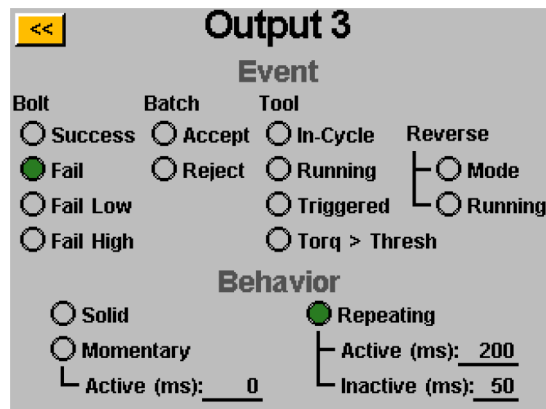 << Output 3
Event
Bolt Batch Tool
Success Accept In-Cycle Reverse
Fail Reject Running Mode
Fail Low Triggered Running
Fail High Torq > Thresh
Behavior
Solid Repeating
Momentary Active (ms): 200
Active (ms): 0 Inactive (ms): 50